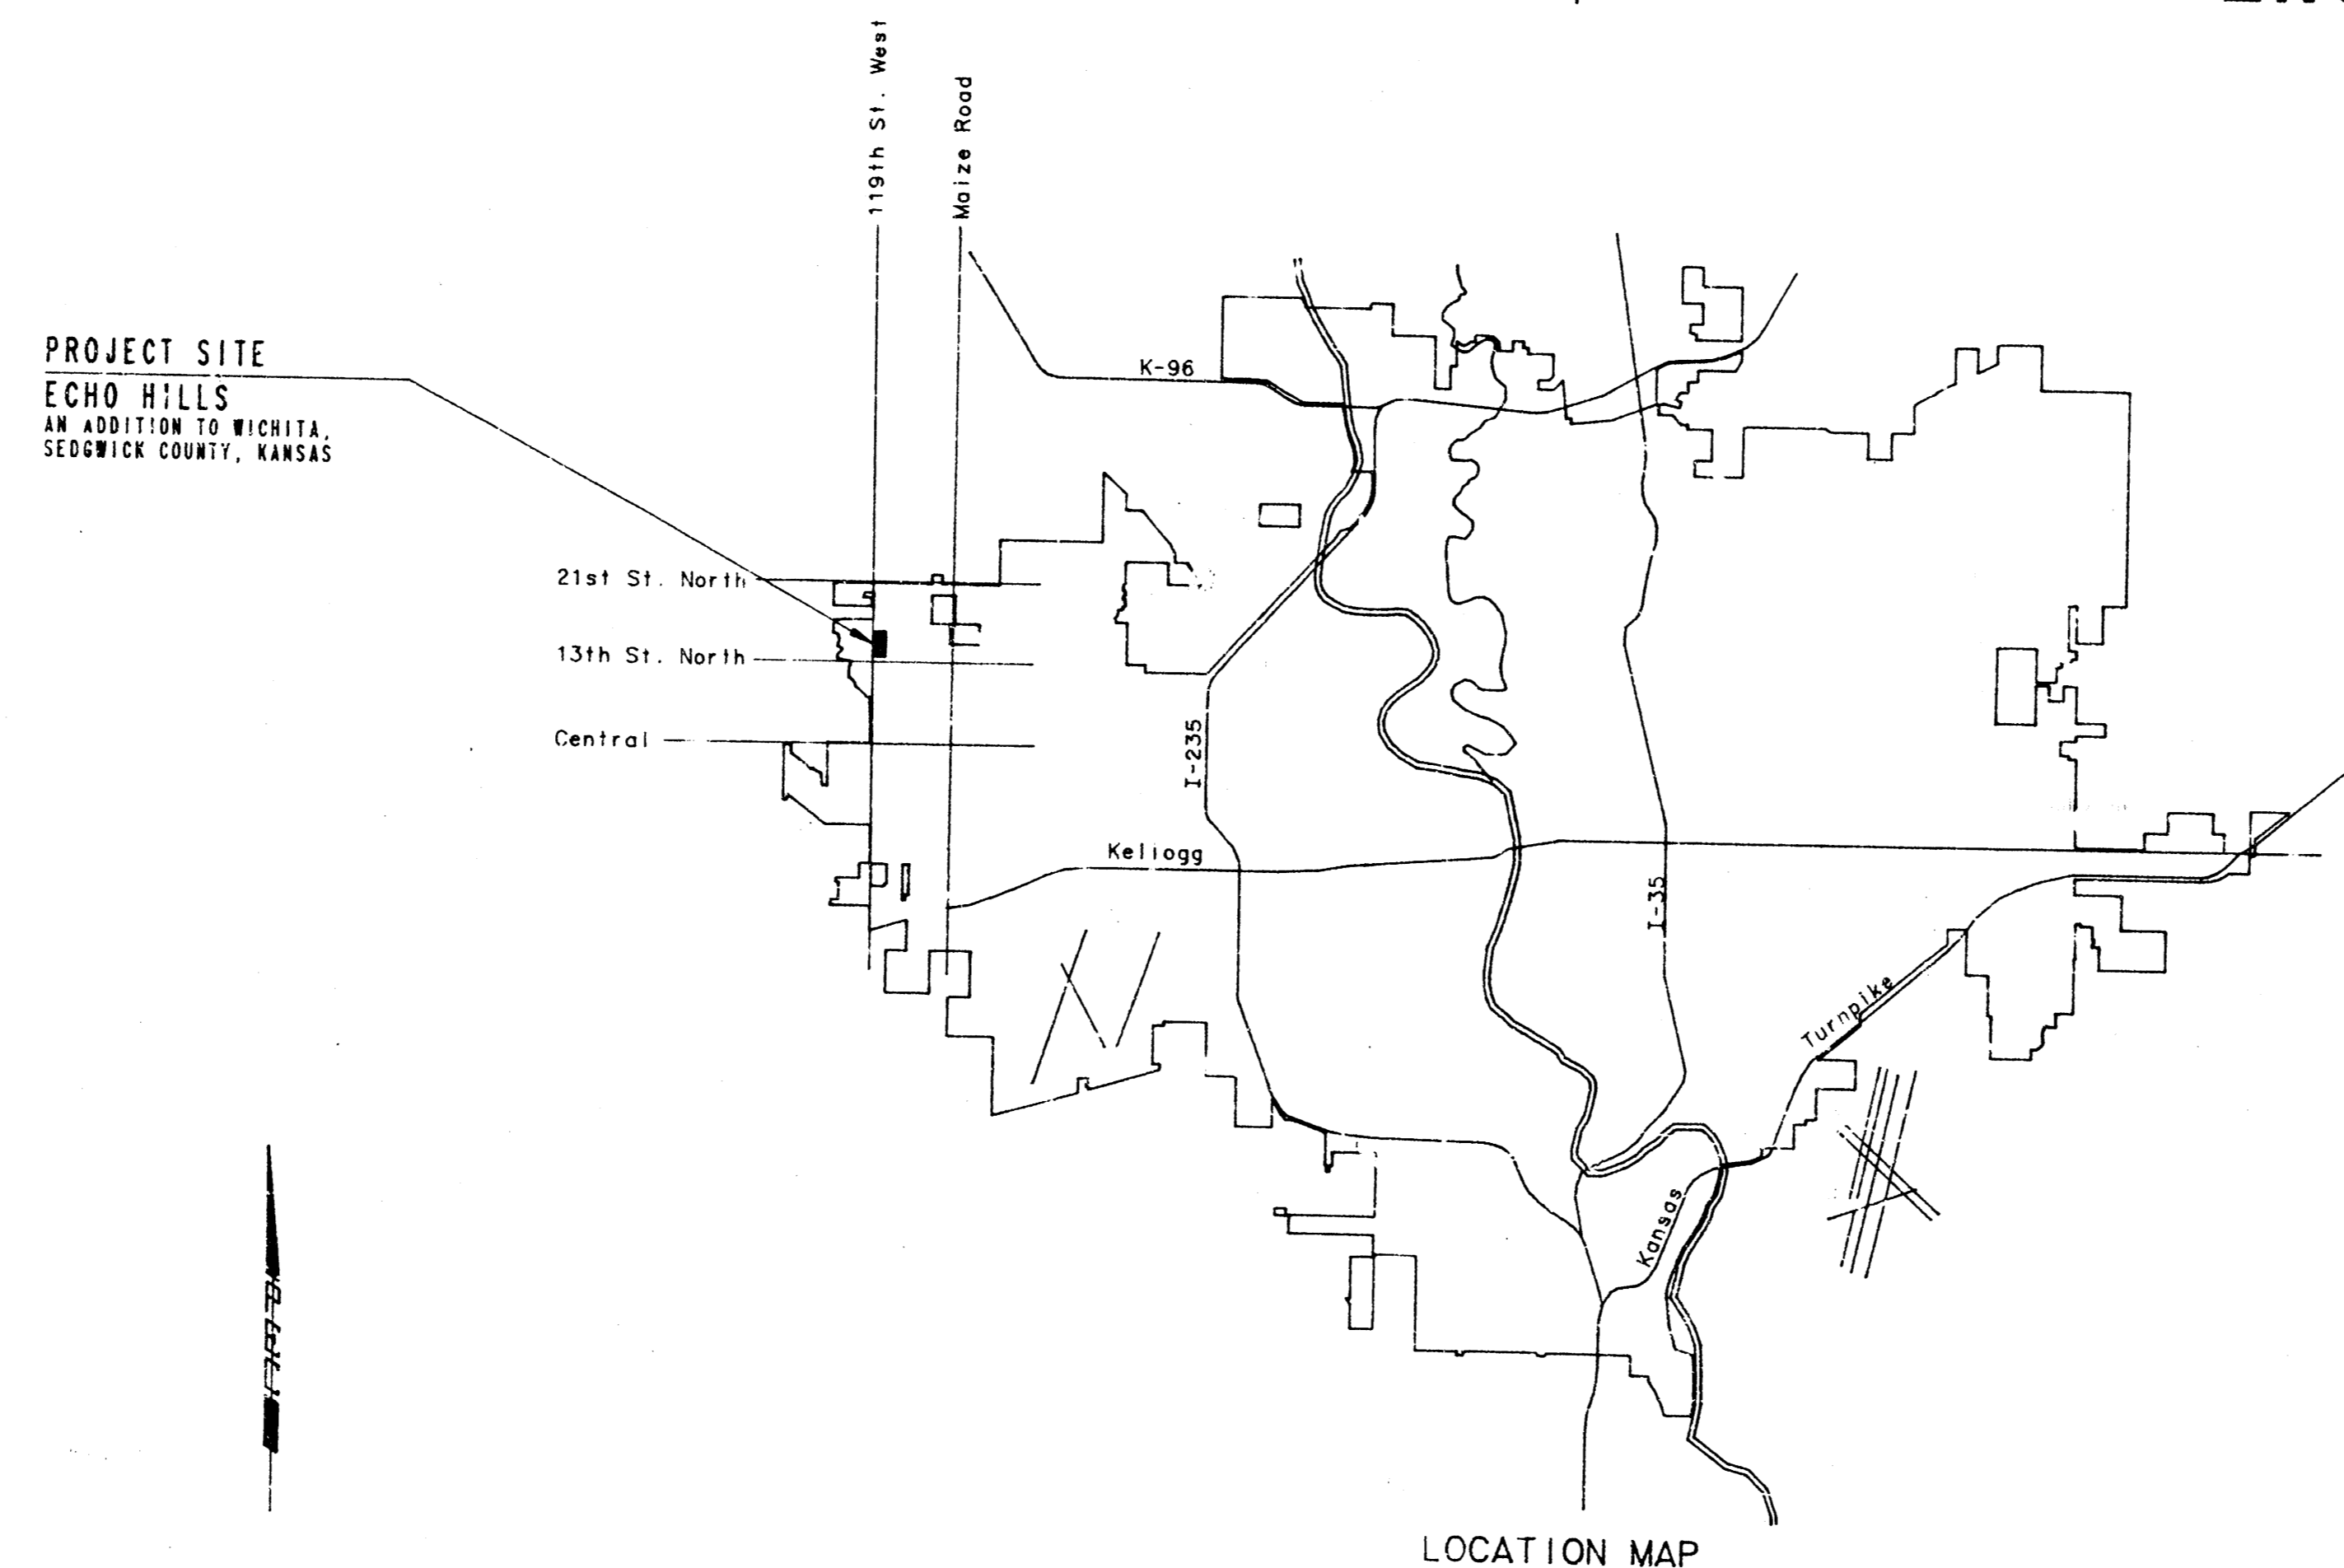 119th St. West
Maize Road
PROJECT SITE
ECHO HILLS
AN ADDITION TO WICHITA,
SEDGWICK COUNTY, KANSAS
K-96
21st St. North
13th St. North
Central
I-235
Kellogg
I-35
Turnpike
Kansas
LOCATION MAP